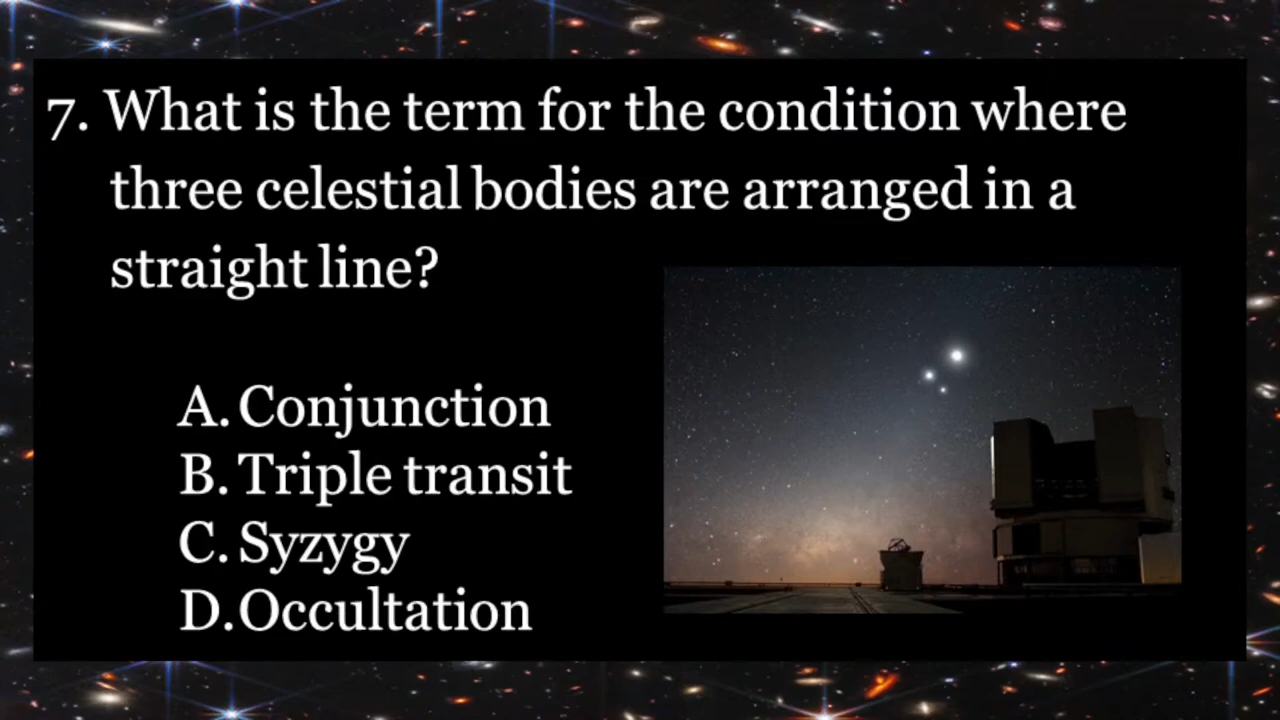 7. What is the term for the condition where
three celestial bodies are arranged in a
straight line?
A. Conjunction
B. Triple transit
C. Syzygy
D. Occultation